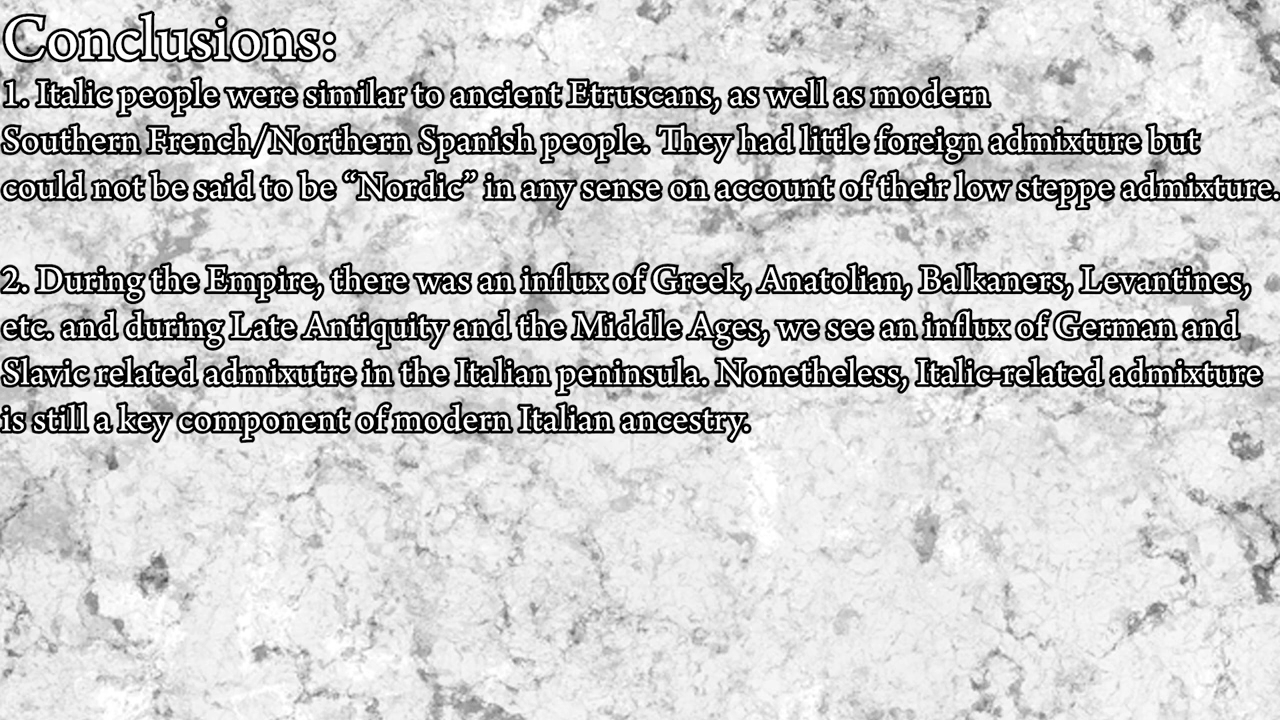 Conclusions:
1. Italic people were similar to ancient Etruscans, as well as modern
Southern French/Northern Spanish people. They had little foreign admixture but
could not be said to be “Nordic” in any sense on account of their low steppe admixture.
2. During the Empire, there was an influx of Greek, Anatolian, Balkaners, Levantines,
etc. and during Late Antiquity and the Middle Ages, we see an influx of German and
Slavic related admixutre in the Italian peninsula. Nonetheless, Italic-related admixture
is still a key component of modern Italian ancestry.